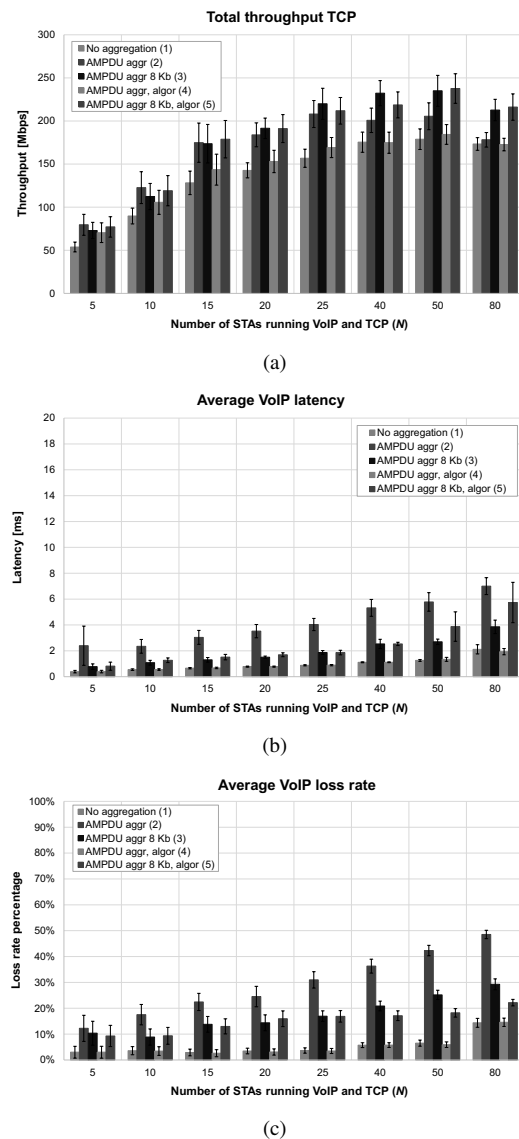 Total throughput TCP
300
250
200
150
100
50
0
Throughput [Mbps]
No aggregation (1)
AMPDU aggr (2)
AMPDU aggr 8 Kb (3)
AMPDU aggr, algor (4)
AMPDU aggr 8 Kb, algor (5)
5 10 15 20 25 40 50 80
Number of STAs running VoIP and TCP (N)
(a)
Average VoIP latency
20
18
16
14
12
10
8
6
4
2
0
Latency [ms]
No aggregation (1)
AMPDU aggr (2)
AMPDU aggr 8 Kb (3)
AMPDU aggr, algor (4)
AMPDU aggr 8 Kb, algor (5)
5 10 15 20 25 40 50 80
Number of STAs running VoIP and TCP (N)
(b)
Average VoIP loss rate
100%
90%
80%
70%
60%
50%
40%
30%
20%
10%
0%
Loss rate percentage
No aggregation (1)
AMPDU aggr (2)
AMPDU aggr 8 Kb (3)
AMPDU aggr, algor (4)
AMPDU aggr 8 Kb, algor (5)
5 10 15 20 25 40 50 80
Number of STAs running VoIP and TCP (N)
(c)